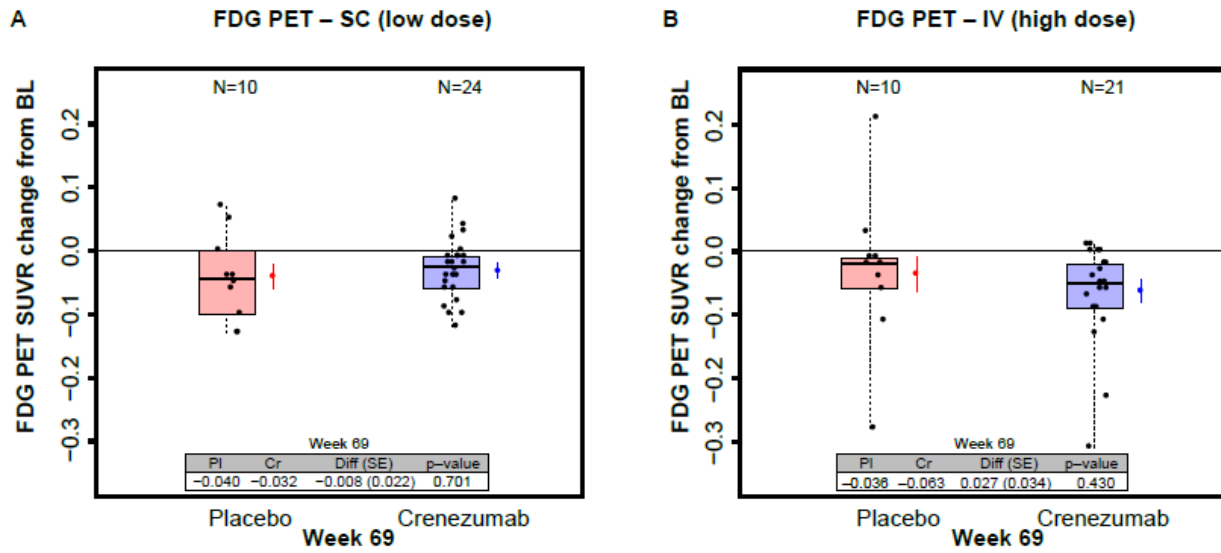 A
FDG PET – SC (low dose)
FDG PET SUVR change from BL
0.2
0.1
0.0
−0.1
−0.2
−0.3
N=10
N=24
Week 69
Pl Cr Diff (SE) p–value
−0.040 −0.032 −0.008 (0.022) 0.701
Placebo
Crenezumab
Week 69
B
FDG PET – IV (high dose)
FDG PET SUVR change from BL
0.2
0.1
0.0
−0.1
−0.2
−0.3
N=10
N=21
Week 69
Pl Cr Diff (SE) p–value
−0.036 −0.063 0.027 (0.034) 0.430
Placebo
Crenezumab
Week 69